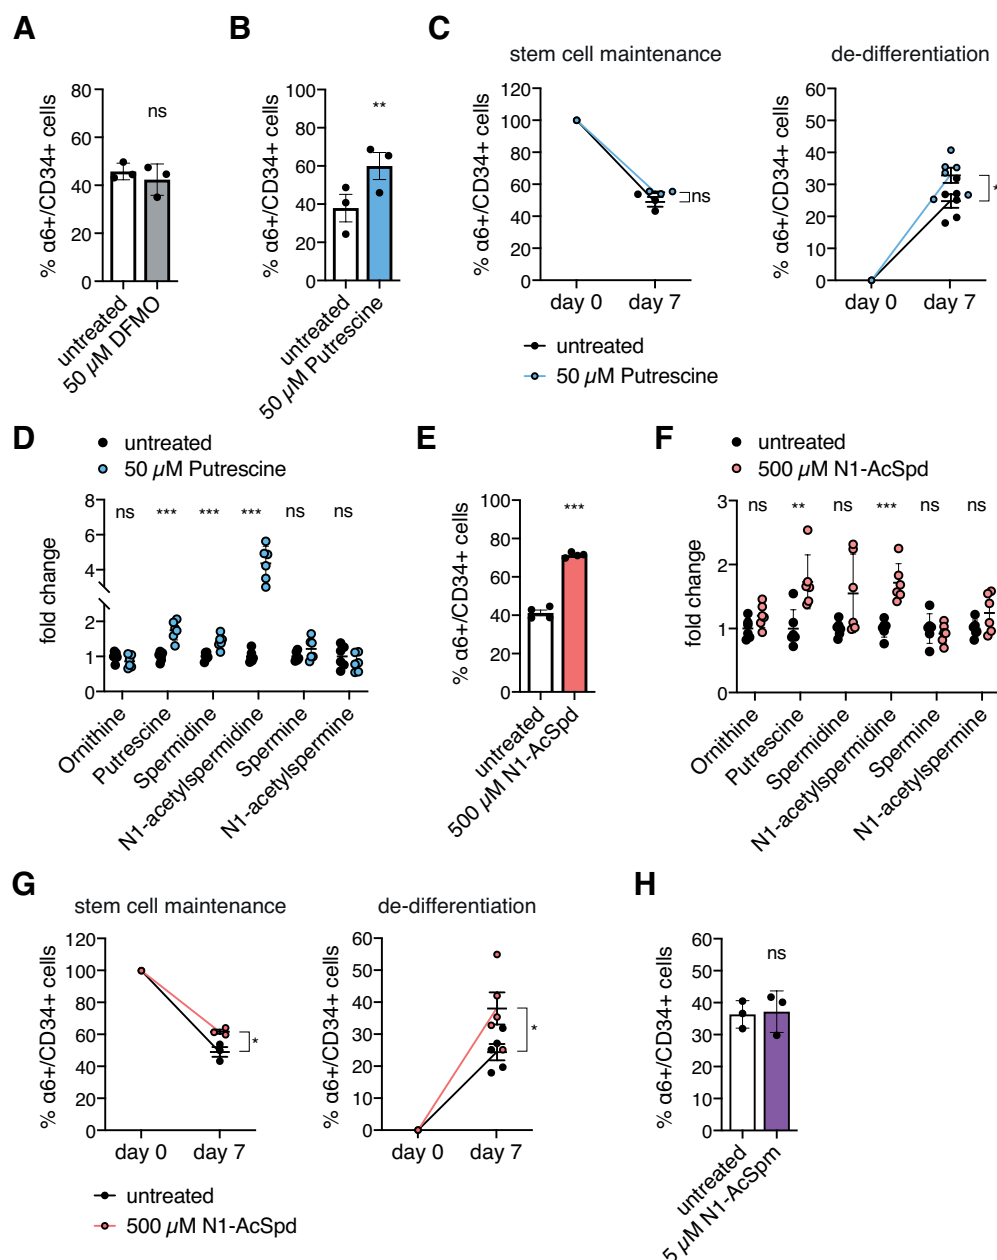 A
% α6+/CD34+ cells
80
60
40
20
0
ns
untreated
50 µM DFMO
B
% α6+/CD34+ cells
100
80
60
40
20
0
**
untreated
50 µM Putrescine
C
stem cell maintenance
% α6+/CD34+ cells
120
100
80
60
40
20
0
ns
day 0 day 7
de-differentiation
% α6+/CD34+ cells
60
50
40
30
20
10
0
*
day 0 day 7
untreated
50 µM Putrescine
D
untreated
50 µM Putrescine
fold change
8
6
4
2
1
0
ns *** *** *** ns ns
Ornithine
Putrescine
Spermidine
N1-acetylspermidine
Spermine
N1-acetylspermine
E
% α6+/CD34+ cells
100
80
60
40
20
0
***
untreated
500 µM N1-AcSpd
F
untreated
500 µM N1-AcSpd
fold change
3
2
1
0
ns ** ns *** ns ns
Ornithine
Putrescine
Spermidine
N1-acetylspermidine
Spermine
N1-acetylspermine
G
stem cell maintenance
% α6+/CD34+ cells
120
100
80
60
40
20
0
*
day 0 day 7
de-differentiation
% α6+/CD34+ cells
60
50
40
30
20
10
0
*
day 0 day 7
untreated
500 µM N1-AcSpd
H
% α6+/CD34+ cells
60
50
40
30
20
10
0
ns
untreated
5 µM N1-AcSpm